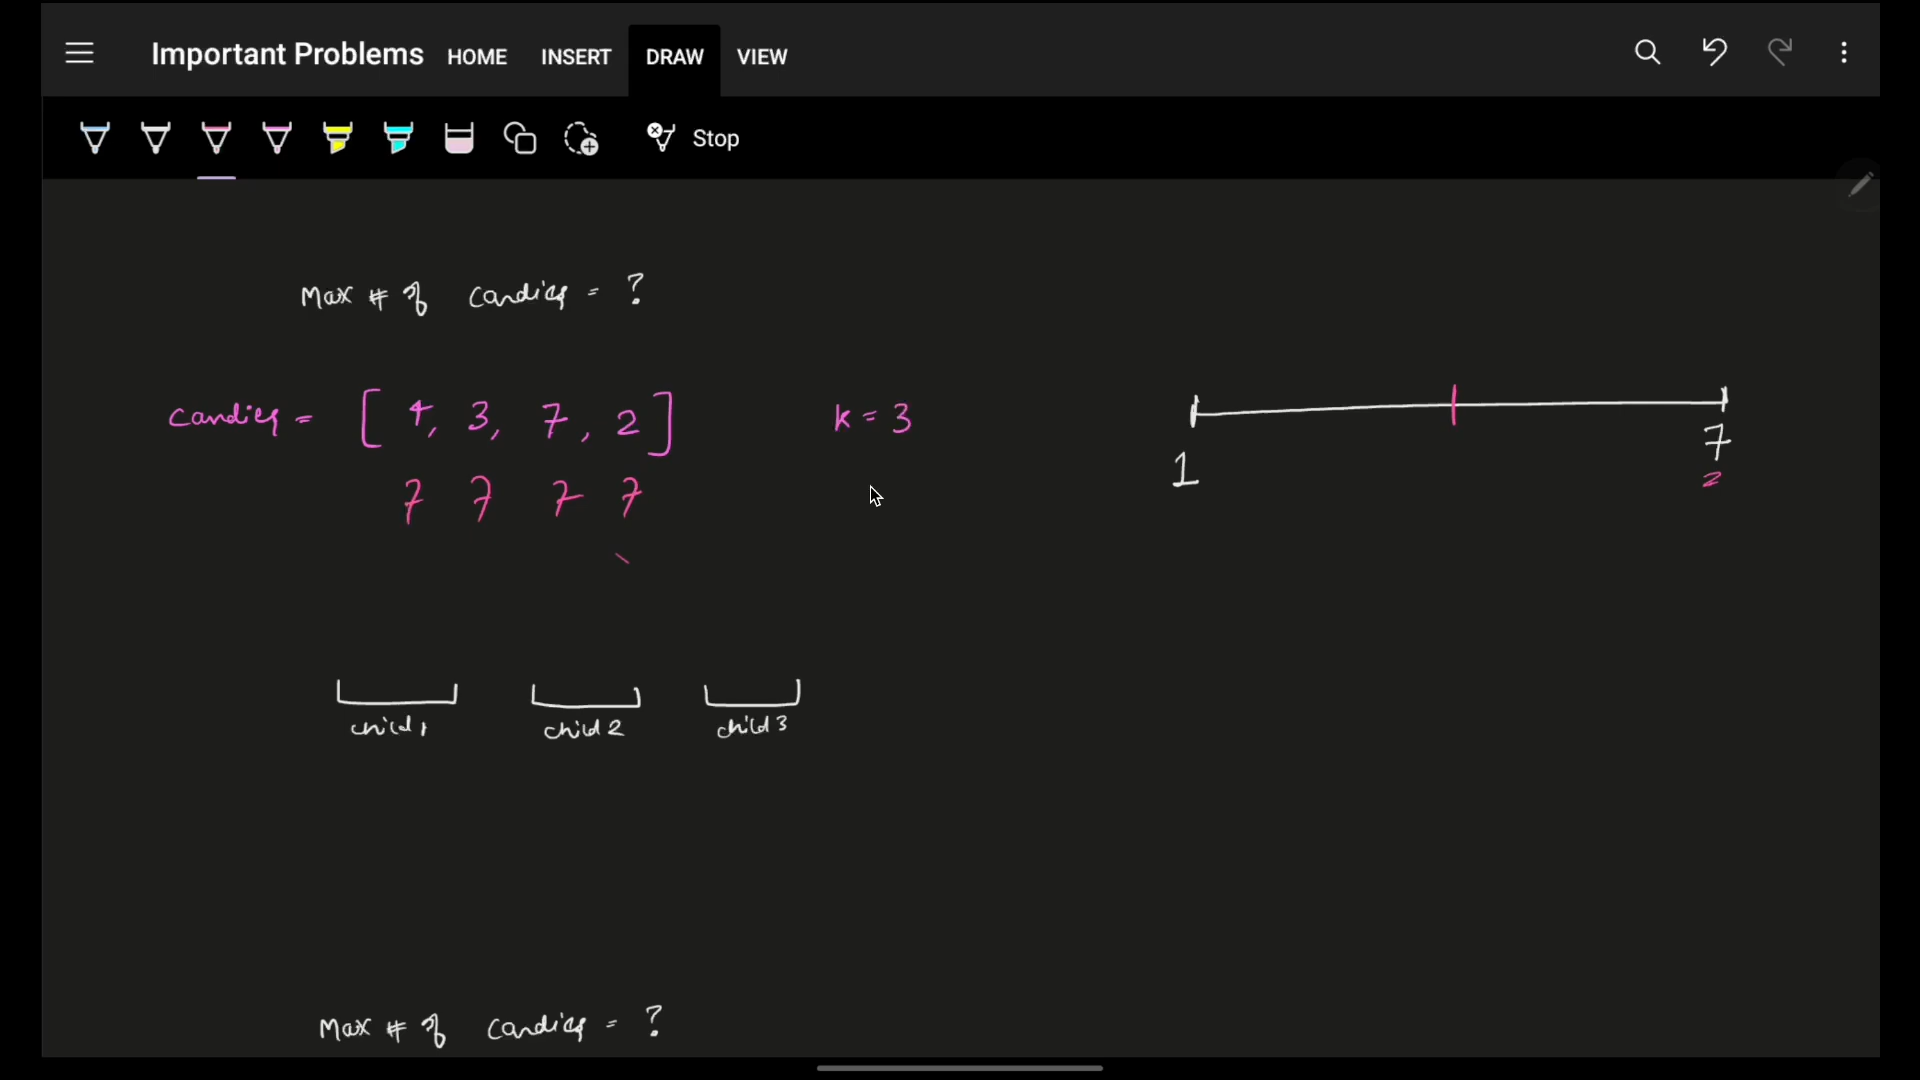 Important Problems HOME INSERT DRAW VIEW
Stop
Max # of candies = ?
candies = [ 4, 3, 7, 2 ] k = 3
7 7 7 7
1 7
2
child 1 child 2 child 3
Max # of candies = ?